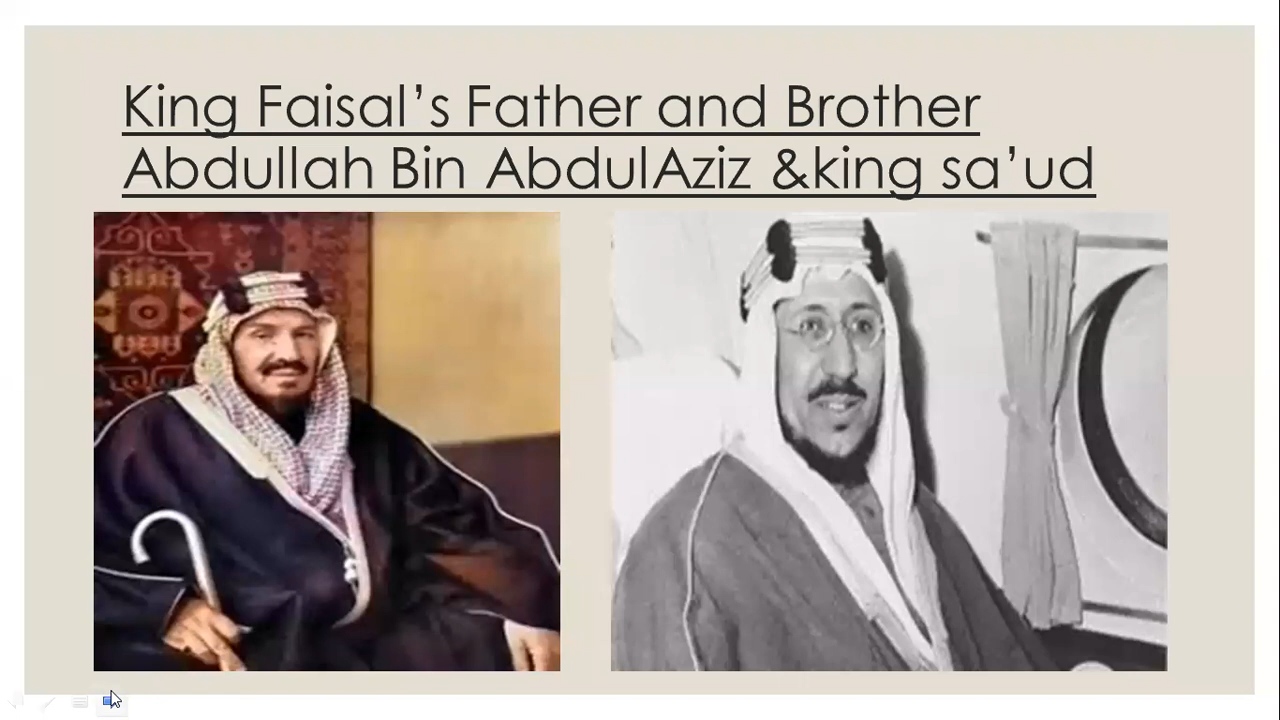 King Faisal’s Father and Brother
Abdullah Bin AbdulAziz &king sa’ud